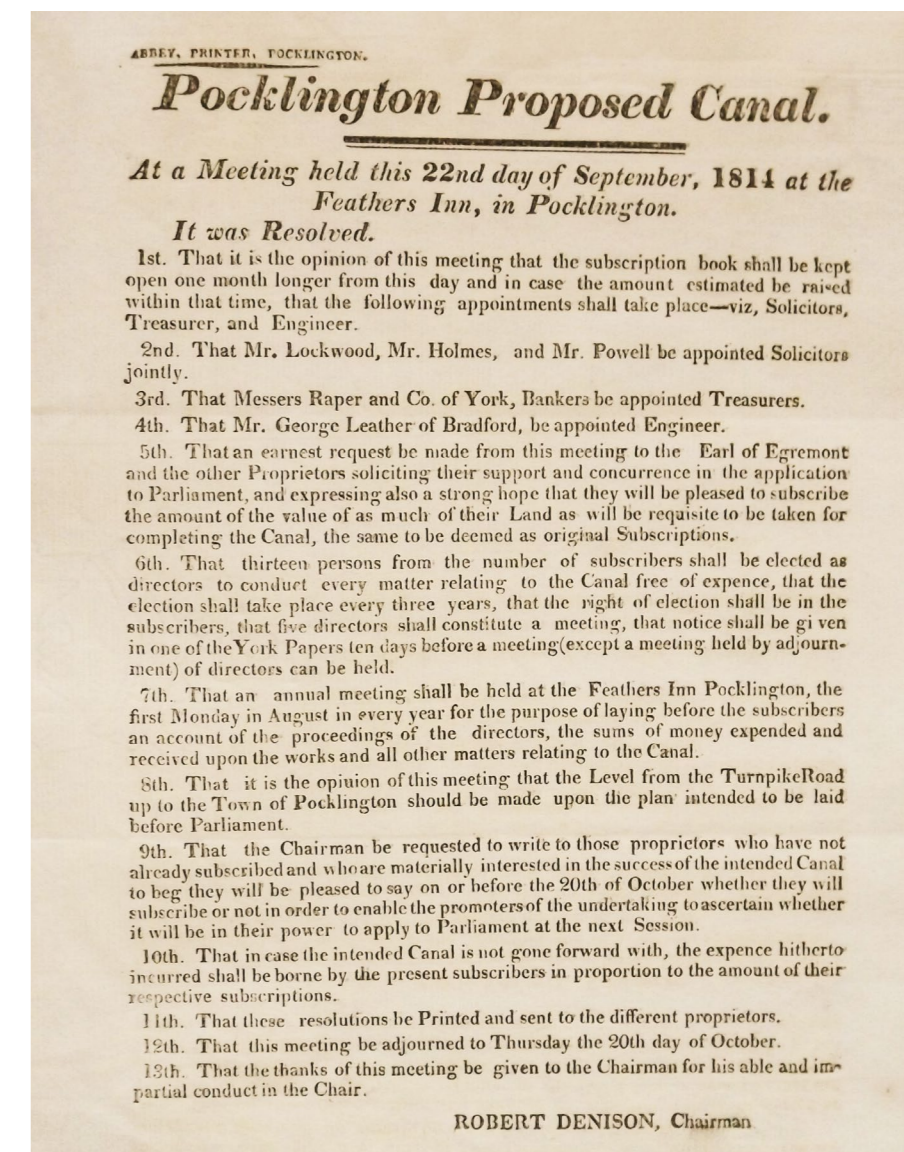 ABBEY, PRINTER, POCKLINGTON.
Pocklington Proposed Canal.
At a Meeting held this 22nd day of September, 1814 at the
Feathers Inn, in Pocklington.
It was Resolved.
1st. That it is the opinion of this meeting that the subscription book shall be kept
open one month longer from this day and in case the amount estimated be raised
within that time, that the following appointments shall take place—viz, Solicitors,
Treasurer, and Engineer.
2nd. That Mr. Lockwood, Mr. Holmes, and Mr. Powell be appointed Solicitors
jointly.
3rd. That Messers Raper and Co. of York, Bankers be appointed Treasurers.
4th. That Mr. George Leather of Bradford, be appointed Engineer.
5th. That an earnest request be made from this meeting to the Earl of Egremont
and the other Proprietors soliciting their support and concurrence in the application
to Parliament, and expressing also a strong hope that they will be pleased to subscribe
the amount of the value of as much of their Land as will be requisite to be taken for
completing the Canal, the same to be deemed as original Subscriptions.
6th. That thirteen persons from the number of subscribers shall be elected as
directors to conduct every matter relating to the Canal free of expence, that the
election shall take place every three years, that the right of election shall be in the
subscribers, that five directors shall constitute a meeting, that notice shall be gi ven
in one of the York Papers ten days before a meeting (except a meeting held by adjourn-
ment) of directors can be held.
7th. That an annual meeting shall be held at the Feathers Inn Pocklington, the
first Monday in August in every year for the purpose of laying before the subscribers
an account of the proceedings of the directors, the sums of money expended and
received upon the works and all other matters relating to the Canal.
8th. That it is the opinion of this meeting that the Level from the Turnpike Road
up to the Town of Pocklington should be made upon the plan intended to be laid
before Parliament.
9th. That the Chairman be requested to write to those proprietors who have not
already subscribed and who are materially interested in the success of the intended Canal
to beg they will be pleased to say on or before the 20th of October whether they will
subscribe or not in order to enable the promoters of the undertaking to ascertain whether
it will be in their power to apply to Parliament at the next Session.
10th. That in case the intended Canal is not gone forward with, the expence hitherto
incurred shall be borne by the present subscribers in proportion to the amount of their
respective subscriptions.
11th. That these resolutions be Printed and sent to the different proprietors.
12th. That this meeting be adjourned to Thursday the 20th day of October.
13th. That the thanks of this meeting be given to the Chairman for his able and im-
partial conduct in the Chair.
ROBERT DENISON, Chairman